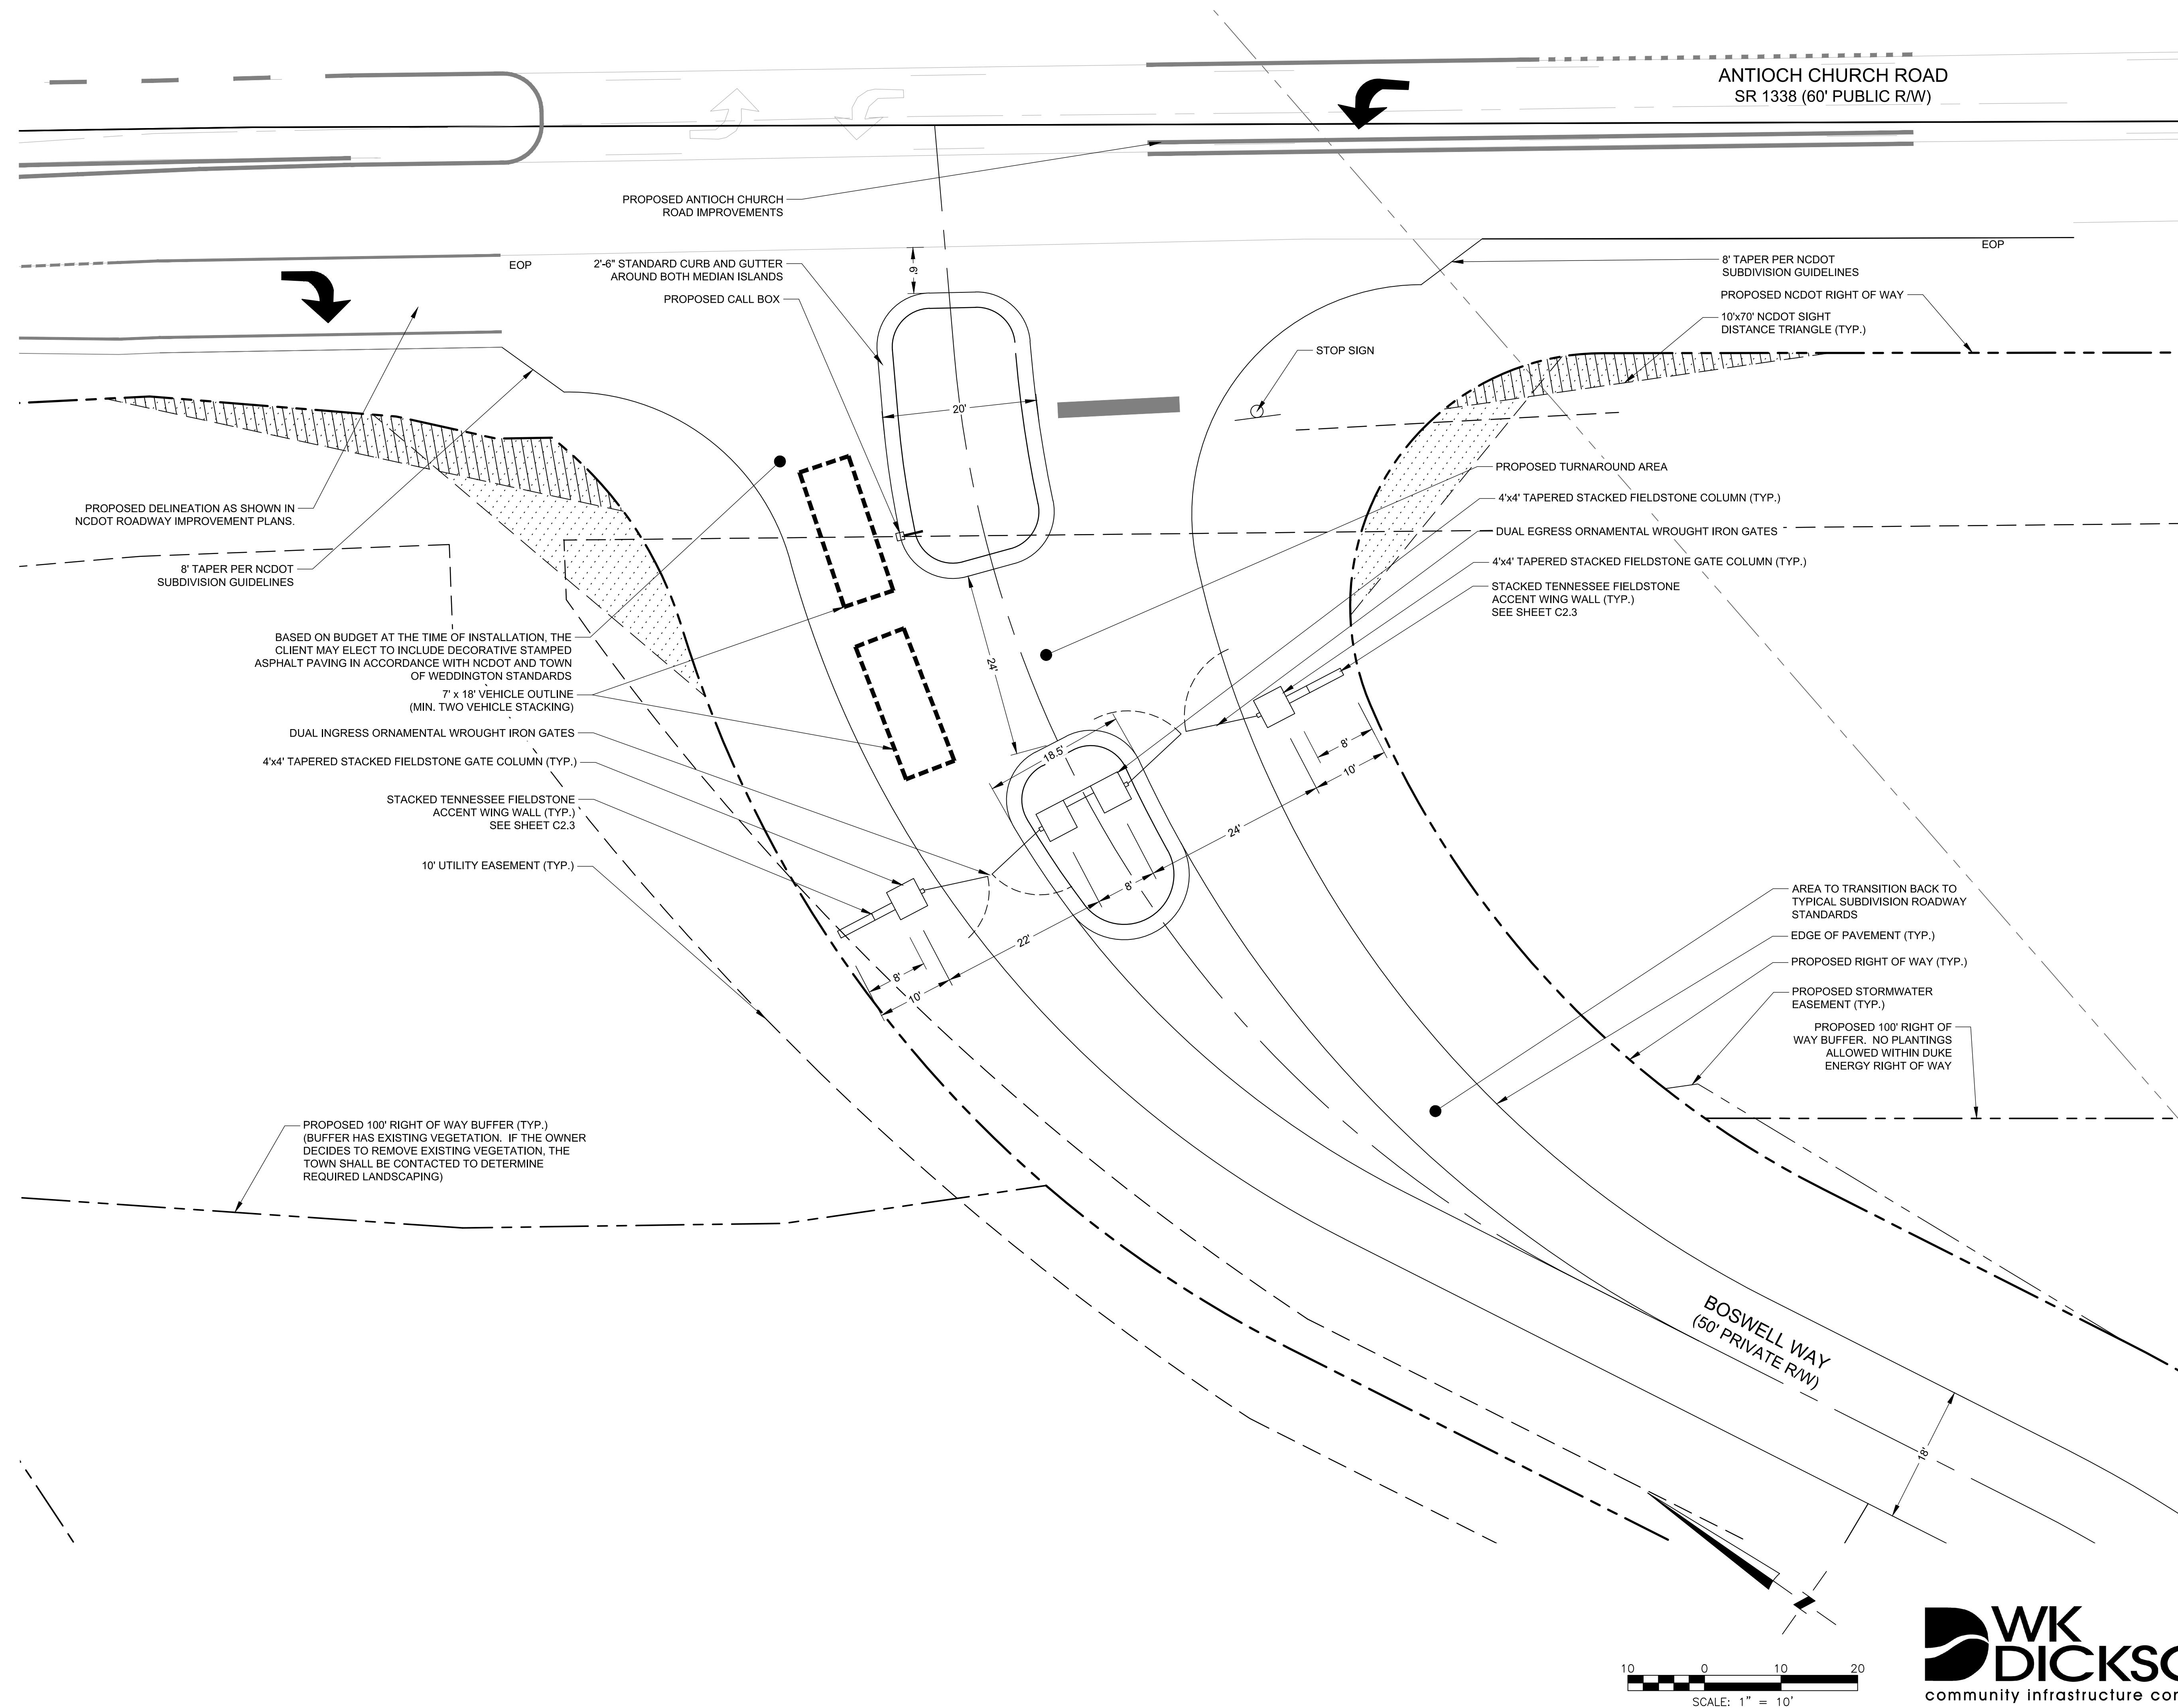 ANTIOCH CHURCH ROAD
SR 1338 (60' PUBLIC R/W)
PROPOSED ANTIOCH CHURCH
ROAD IMPROVEMENTS
EOP
EOP
2'-6" STANDARD CURB AND GUTTER
AROUND BOTH MEDIAN ISLANDS
PROPOSED CALL BOX
6'
8' TAPER PER NCDOT
SUBDIVISION GUIDELINES
PROPOSED NCDOT RIGHT OF WAY
10'x70' NCDOT SIGHT
DISTANCE TRIANGLE (TYP.)
STOP SIGN
20'
PROPOSED TURNAROUND AREA
4'x4' TAPERED STACKED FIELDSTONE COLUMN (TYP.)
DUAL EGRESS ORNAMENTAL WROUGHT IRON GATES
4'x4' TAPERED STACKED FIELDSTONE GATE COLUMN (TYP.)
STACKED TENNESSEE FIELDSTONE
ACCENT WING WALL (TYP.)
SEE SHEET C2.3
PROPOSED DELINEATION AS SHOWN IN
NCDOT ROADWAY IMPROVEMENT PLANS.
8' TAPER PER NCDOT
SUBDIVISION GUIDELINES
BASED ON BUDGET AT THE TIME OF INSTALLATION, THE
CLIENT MAY ELECT TO INCLUDE DECORATIVE STAMPED
ASPHALT PAVING IN ACCORDANCE WITH NCDOT AND TOWN
OF WEDDINGTON STANDARDS
7' x 18' VEHICLE OUTLINE
(MIN. TWO VEHICLE STACKING)
DUAL INGRESS ORNAMENTAL WROUGHT IRON GATES
4'x4' TAPERED STACKED FIELDSTONE GATE COLUMN (TYP.)
STACKED TENNESSEE FIELDSTONE
ACCENT WING WALL (TYP.)
SEE SHEET C2.3
10' UTILITY EASEMENT (TYP.)
24'
18.5'
8'
10'
24'
8'
22'
8'
10'
AREA TO TRANSITION BACK TO
TYPICAL SUBDIVISION ROADWAY
STANDARDS
EDGE OF PAVEMENT (TYP.)
PROPOSED RIGHT OF WAY (TYP.)
PROPOSED STORMWATER
EASEMENT (TYP.)
PROPOSED 100' RIGHT OF
WAY BUFFER. NO PLANTINGS
ALLOWED WITHIN DUKE
ENERGY RIGHT OF WAY
PROPOSED 100' RIGHT OF WAY BUFFER (TYP.)
(BUFFER HAS EXISTING VEGETATION. IF THE OWNER
DECIDES TO REMOVE EXISTING VEGETATION, THE
TOWN SHALL BE CONTACTED TO DETERMINE
REQUIRED LANDSCAPING)
BOSWELL WAY
(50' PRIVATE R/W)
18'
10 0 10 20
SCALE: 1" = 10'
WK
DICKSO
community infrastructure con